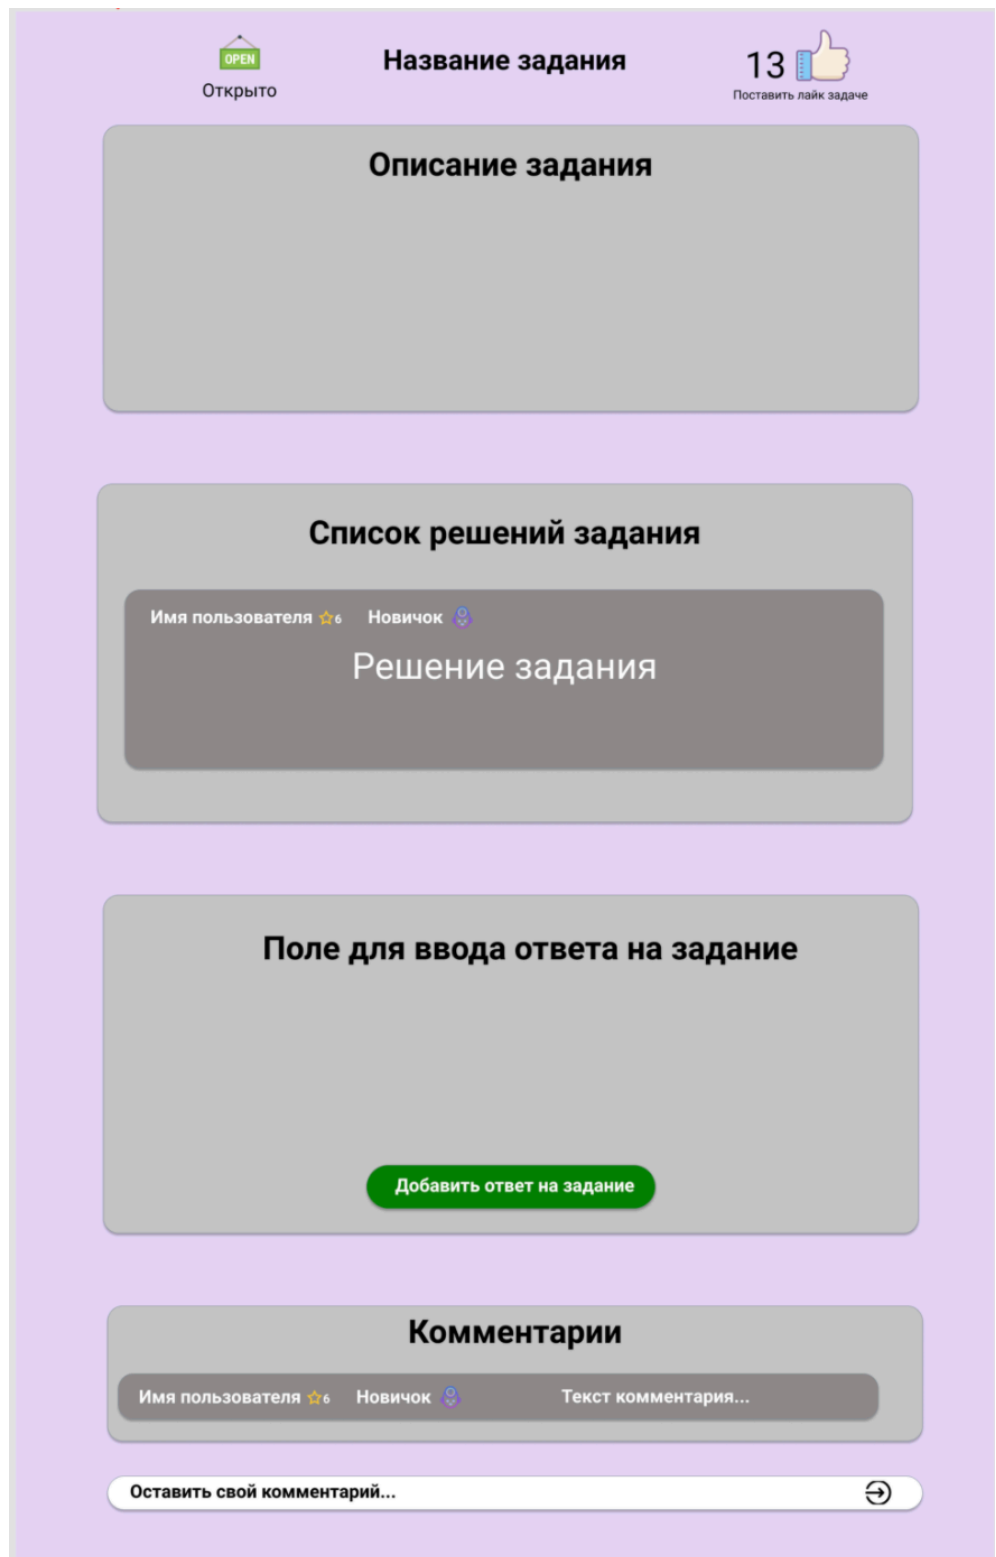 OPEN
Открыто
Название задания
13
Поставить лайк задаче
Описание задания
Список решений задания
Имя пользователя 6 Новичок
Решение задания
Поле для ввода ответа на задание
Добавить ответ на задание
Комментарии
Имя пользователя 6 Новичок Текст комментария...
Оставить свой комментарий...